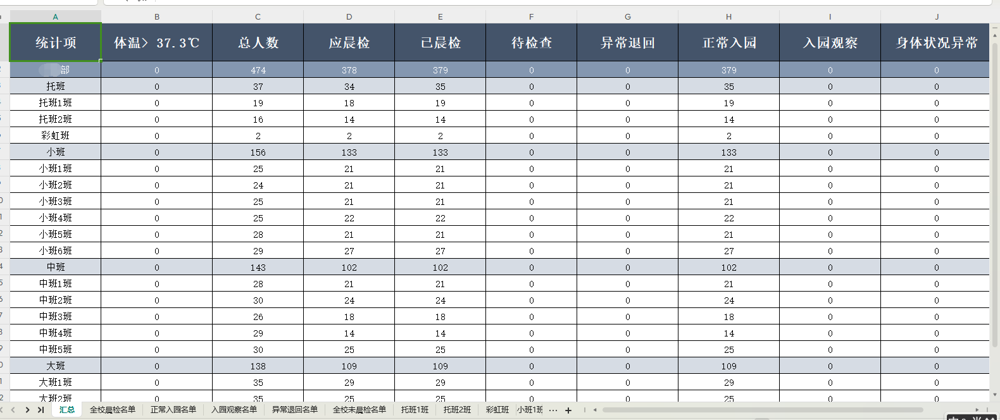 A B C D E F G H I J
统计项 体温> 37.3℃ 总人数 应晨检 已晨检 待检查 异常退回 正常入园 入园观察 身体状况异常
部 0 474 378 379 0 0 379 0 0
托班 0 37 34 35 0 0 35 0 0
托班1班 0 19 18 19 0 0 19 0 0
托班2班 0 16 14 14 0 0 14 0 0
彩虹班 0 2 2 2 0 0 2 0 0
小班 0 156 133 133 0 0 133 0 0
小班1班 0 25 21 21 0 0 21 0 0
小班2班 0 24 21 21 0 0 21 0 0
小班3班 0 25 21 21 0 0 21 0 0
小班4班 0 25 22 22 0 0 22 0 0
小班5班 0 28 21 21 0 0 21 0 0
小班6班 0 29 27 27 0 0 27 0 0
中班 0 143 102 102 0 0 102 0 0
中班1班 0 28 21 21 0 0 21 0 0
中班2班 0 30 24 24 0 0 24 0 0
中班3班 0 26 18 18 0 0 18 0 0
中班4班 0 29 14 14 0 0 14 0 0
中班5班 0 30 25 25 0 0 25 0 0
大班 0 138 109 109 0 0 109 0 0
大班1班 0 35 29 29 0 0 29 0 0
大班2班 0 35 25 25 0 0 25 0 0
汇总 全校晨检名单 正常入园名单 入园观察名单 异常退回名单 全校未晨检名单 托班1班 托班2班 彩虹班 小班1班 ··· +